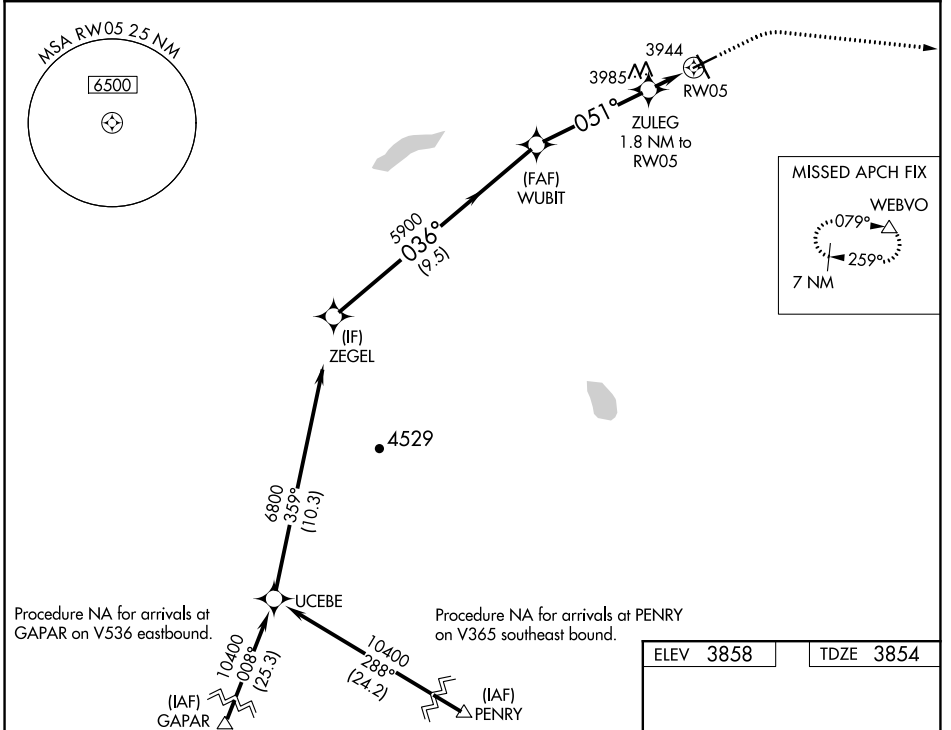 MSA RW05 25 NM
6500
3944
3985
RW05
051°
ZULEG
1.8 NM to
RW05
(FAF)
WUBIT
MISSED APCH FIX
WEBVO
079°
259°
7 NM
5900
036°
(9.5)
(IF)
ZEGEL
4529
6800
359°
(10.3)
UCEBE
Procedure NA for arrivals at
GAPAR on V536 eastbound.
Procedure NA for arrivals at PENRY
on V365 southeast bound.
10400
008°
(25.3)
10400
288°
(24.2)
(IAF)
GAPAR
(IAF)
PENRY
ELEV 3858
TDZE 3854